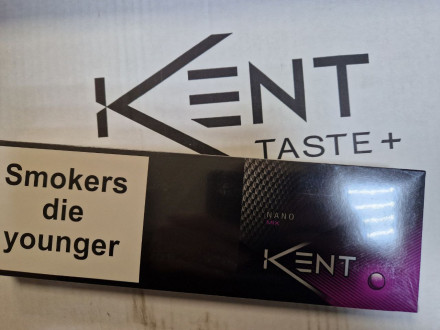 KENT
TASTE+
Smokers
die
younger
NANO
KENT